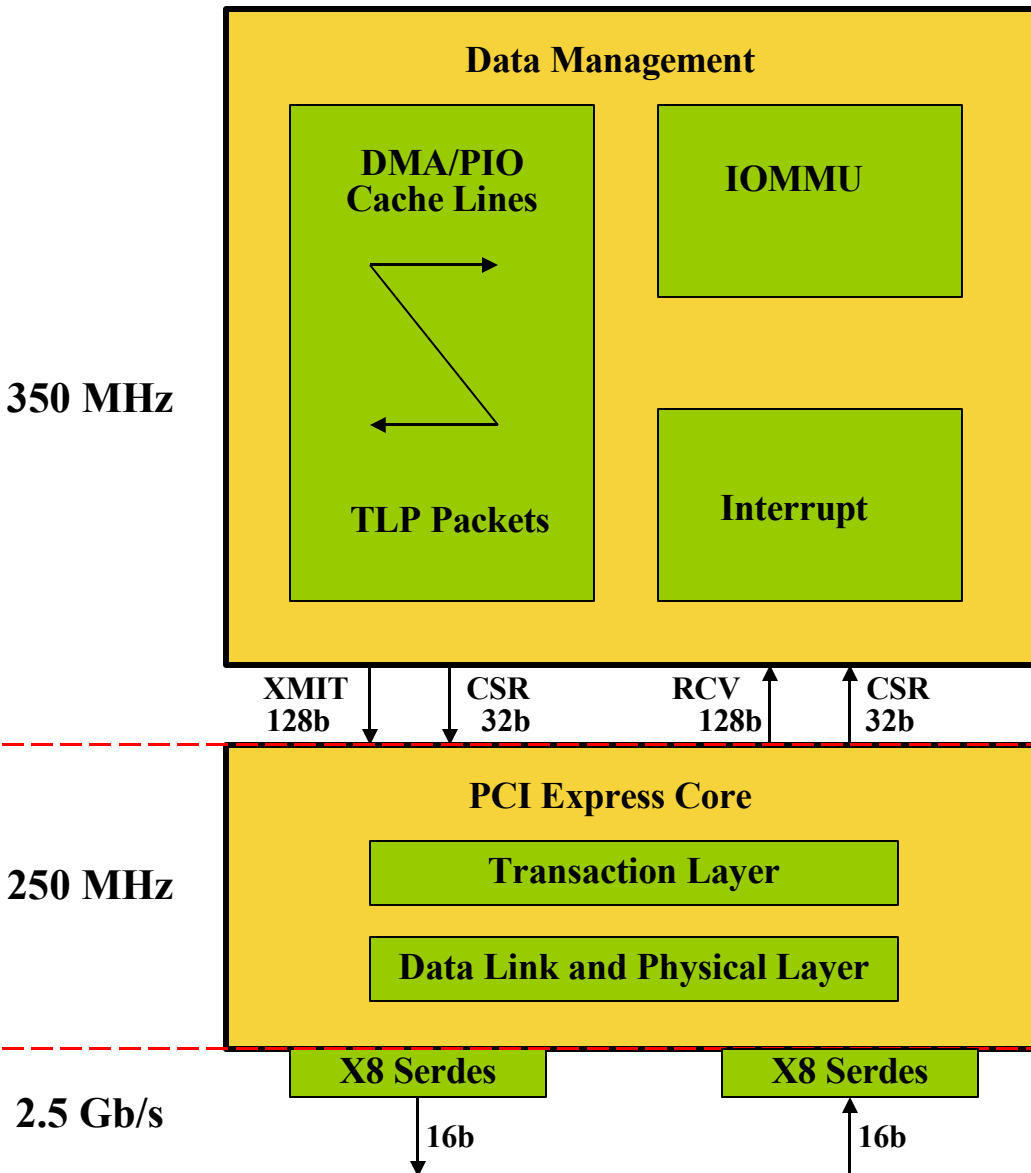 Data Management
DMA/PIO
Cache Lines
IOMMU
350 MHz
TLP Packets
Interrupt
XMIT
128b
CSR
32b
RCV
128b
CSR
32b
PCI Express Core
Transaction Layer
250 MHz
Data Link and Physical Layer
X8 Serdes
X8 Serdes
2.5 Gb/s
16b
16b